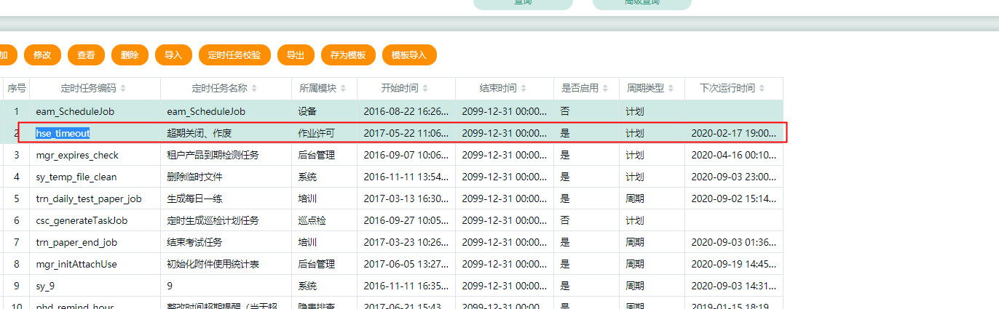 查询 高级查询
加 修改 查看 删除 导入 定时任务校验 导出 存为模板 模板导入
序号 定时任务编码 定时任务名称 所属模块 开始时间 结束时间 是否启用 周期类型 下次运行时间
1 eam_ScheduleJob eam_ScheduleJob 设备 2016-08-22 16:26... 2099-12-31 00:00... 否 计划
2 hse_timeout 超期关闭、作废 作业许可 2017-05-22 11:06... 2099-12-31 00:00... 是 计划 2020-02-17 19:00...
3 mgr_expires_check 租户产品到期检测任务 后台管理 2016-09-07 10:06... 2099-12-31 00:00... 是 计划 2020-04-16 00:10...
4 sy_temp_file_clean 删除临时文件 系统 2016-11-11 13:54... 2099-12-31 00:00... 是 计划 2020-09-03 23:00...
5 trn_daily_test_paper_job 生成每日一练 培训 2017-03-13 16:30... 2099-12-31 00:00... 是 周期 2020-09-02 15:14...
6 csc_generateTaskJob 定时生成巡检计划任务 巡点检 2016-09-27 10:05... 2099-12-31 00:00... 否 计划
7 trn_paper_end_job 结束考试任务 培训 2017-03-23 10:26... 2099-12-31 00:00... 是 周期 2020-09-03 01:36...
8 mgr_initAttachUse 初始化附件使用统计表 后台管理 2017-06-05 13:27... 2099-12-31 00:00... 是 周期 2020-09-19 14:45...
9 sy_9 9 系统 2016-11-11 16:35... 2099-12-31 00:00... 是 周期 2020-09-03 14:31...
10 phd_remind_hour 整改时间超期提醒（当天超 隐患排查 2017-06-21 15:43 2099-12-31 00:00... 是 周期 2019-01-15 18:19